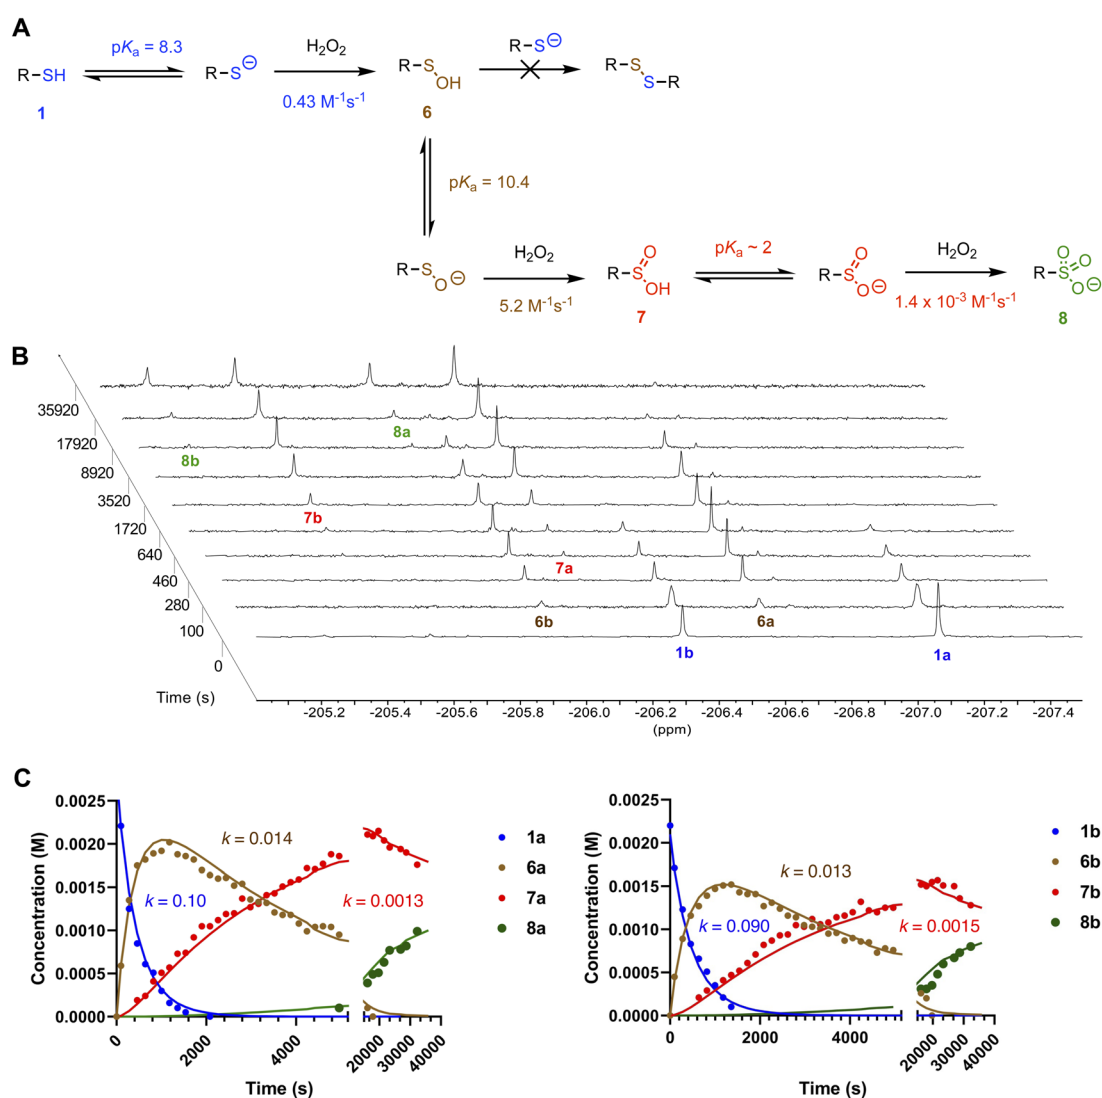 A
pKa = 8.3
H2O2
R–S⊖
R–SH
R–S⊖
R–S
OH
R–S
S–R
0.43 M-1s-1
1
6
pKa = 10.4
H2O2
pKa ~ 2
H2O2
R–S
O⊖
R–S
O
OH
R–S
O
O⊖
R–S
O
O
O⊖
5.2 M-1s-1
1.4 x 10-3 M-1s-1
7
8
B
35920
17920
8a
8b
8920
3520
7b
1720
640
7a
460
280
6b
6a
100
1b
1a
0
Time (s)
-205.2 -205.4 -205.6 -205.8 -206.0 -206.2 -206.4 -206.6 -206.8 -207.0 -207.2 -207.4
(ppm)
C
Concentration (M)
0.0025
0.0020
0.0015
0.0010
0.0005
0.0000
k = 0.014
k = 0.10
k = 0.0013
1a
6a
7a
8a
0 2000 4000 20000 30000 40000
Time (s)
Concentration (M)
0.0025
0.0020
0.0015
0.0010
0.0005
0.0000
k = 0.013
k = 0.090
k = 0.0015
1b
6b
7b
8b
0 2000 4000 20000 30000 40000
Time (s)